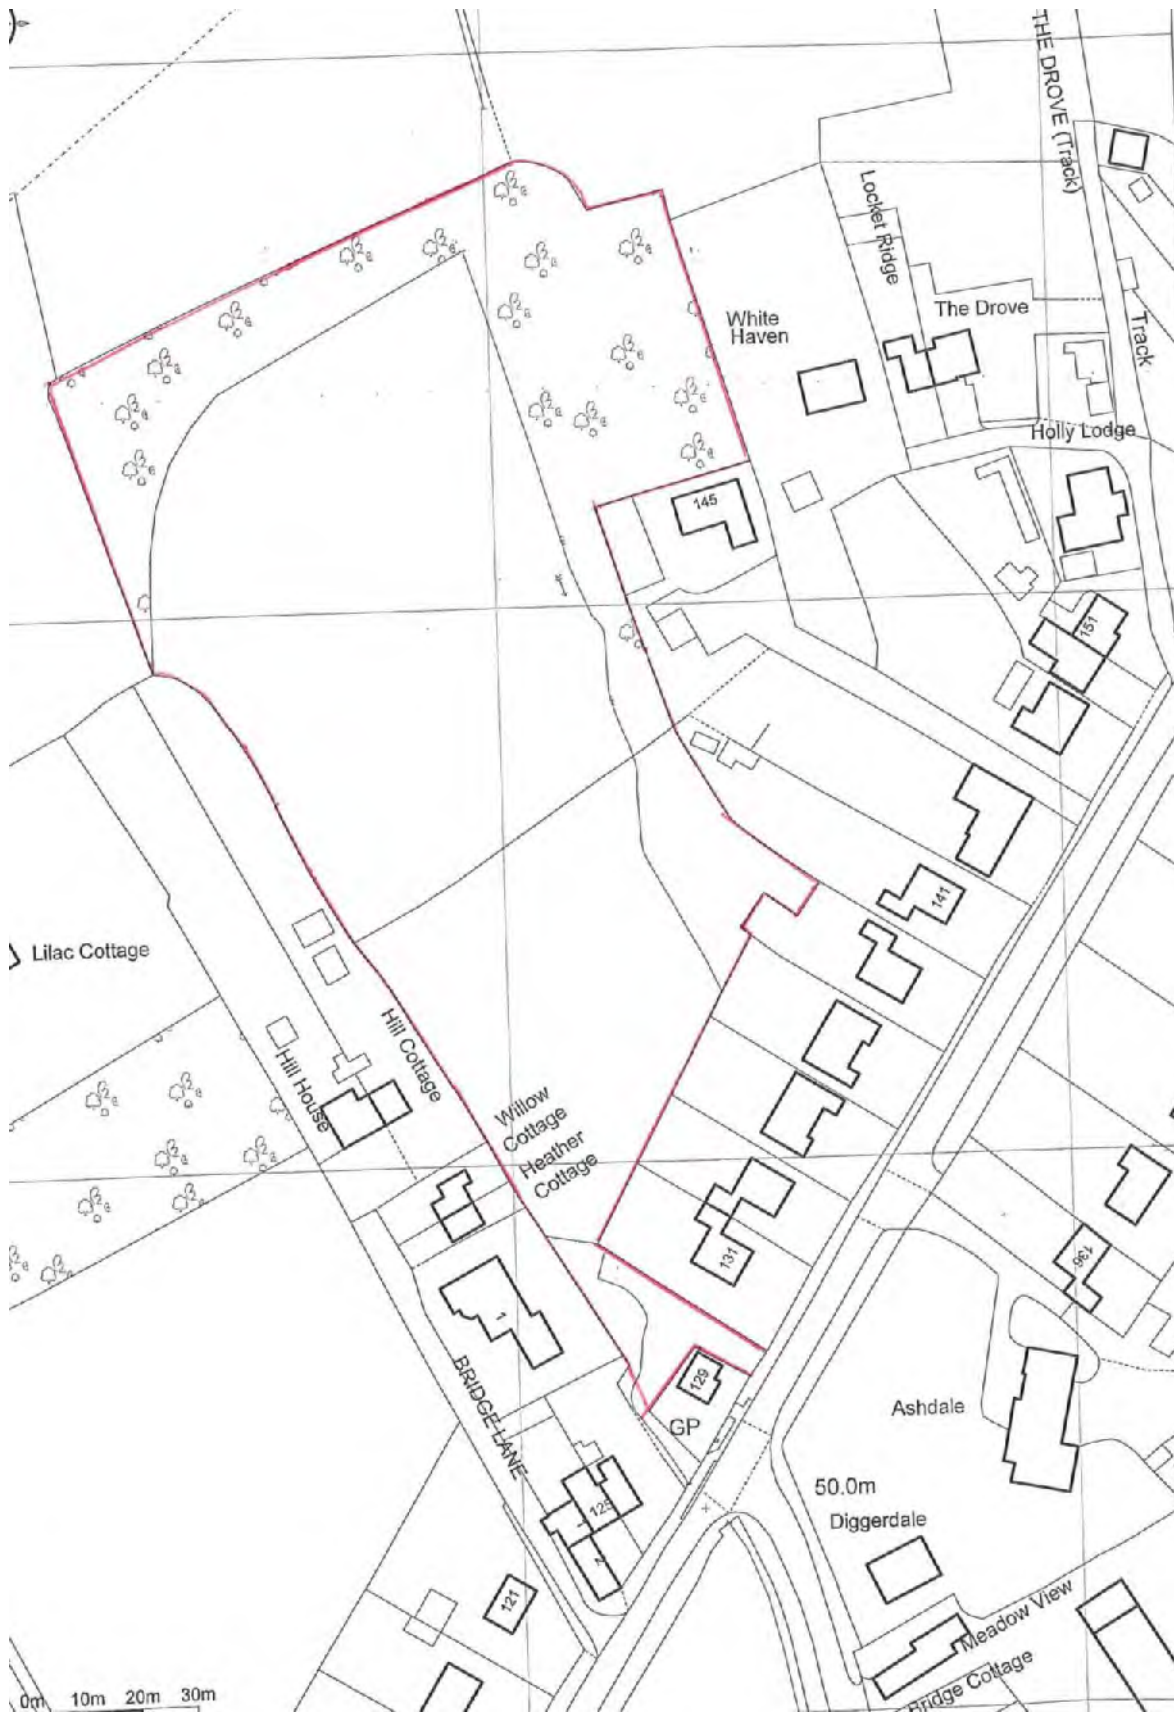 THE DROVE (Track)
Locket Ridge
The Drove
Track
White
Haven
Holly Lodge
145
151
141
Lilac Cottage
Hill Cottage
Hill House
Willow
Cottage
Heather
Cottage
131
136
1
129
GP
BRIDGE LANE
Ashdale
125
2
50.0m
Diggerdale
121
Meadow View
Bridge Cottage
0m 10m 20m 30m